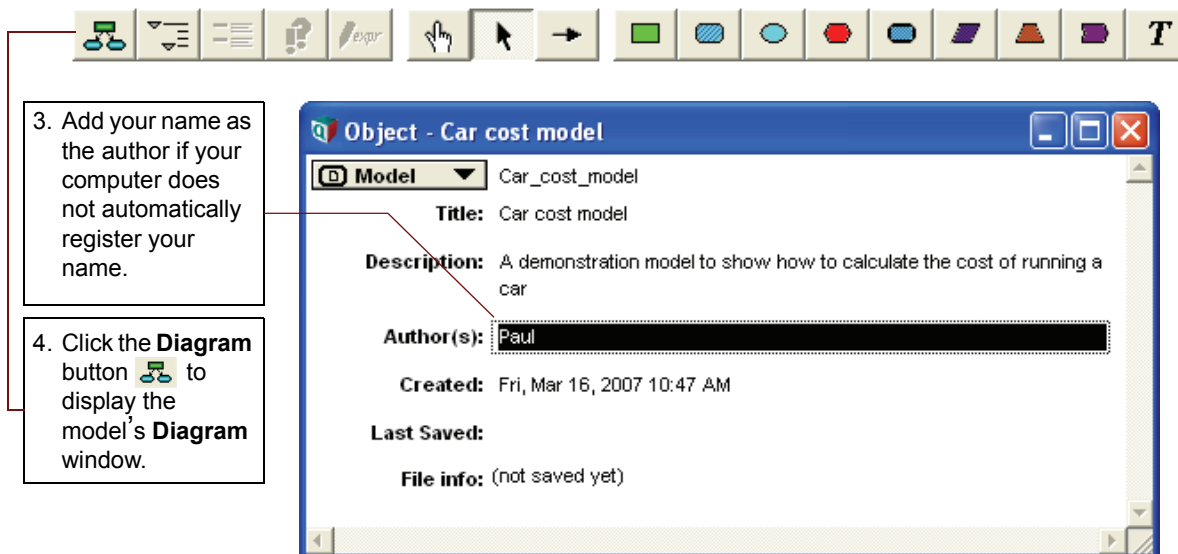 expr
T
3. Add your name as
the author if your
computer does
not automatically
register your
name.
4. Click the Diagram
button to
display the
model's Diagram
window.
Object - Car cost model
Model Car_cost_model
Title: Car cost model
Description: A demonstration model to show how to calculate the cost of running a
car
Author(s): Paul
Created: Fri, Mar 16, 2007 10:47 AM
Last Saved:
File info: (not saved yet)